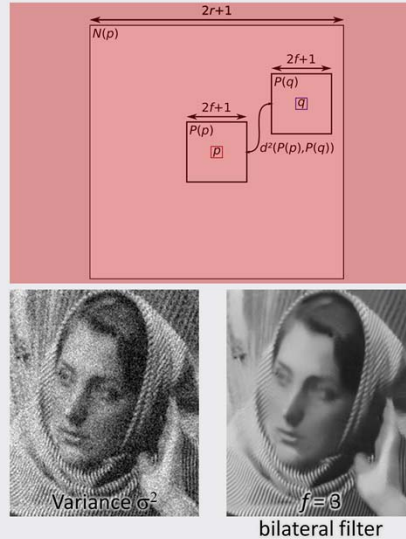 2r+1
N(p)
2f+1
P(q)
q
2f+1
P(p)
p
d²(P(p),P(q))
Variance σ²
f = 3
bilateral filter